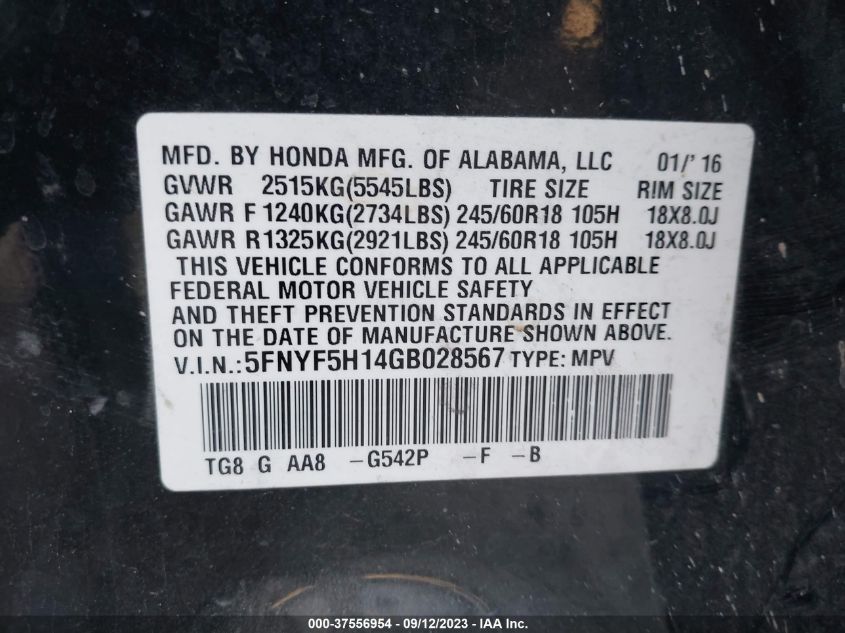 MFD. BY HONDA MFG. OF ALABAMA, LLC 01/' 16
GVWR 2515KG(5545LBS) TIRE SIZE RIM SIZE
GAWR F 1240KG(2734LBS) 245/60R18 105H 18X8.0J
GAWR R 1325KG(2921LBS) 245/60R18 105H 18X8.0J
THIS VEHICLE CONFORMS TO ALL APPLICABLE
FEDERAL MOTOR VEHICLE SAFETY
AND THEFT PREVENTION STANDARDS IN EFFECT
ON THE DATE OF MANUFACTURE SHOWN ABOVE.
V.I.N.: 5FNYF5H14GB028567 TYPE: MPV
TG8 G AA8 -G542P -F -B
000-37556954 - 09/12/2023 - IAA Inc.